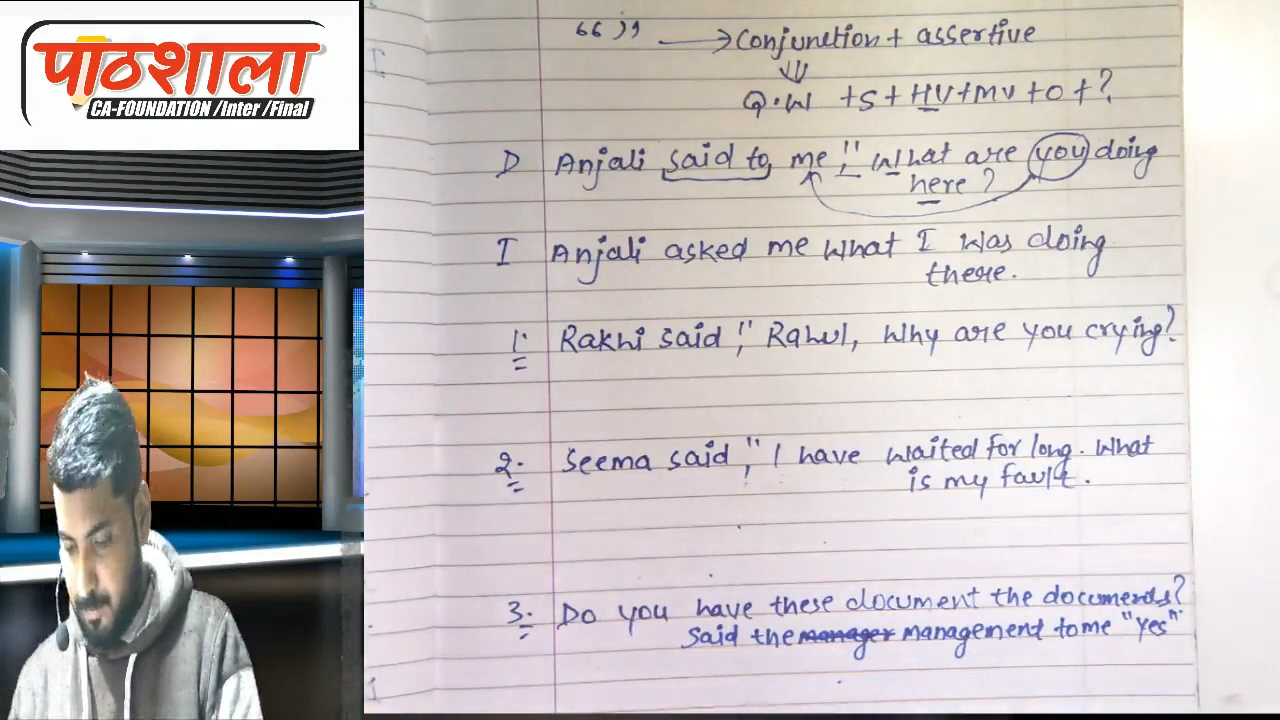 पाठशाला
CA-FOUNDATION /Inter /Final
“ ” → Conjunction + assertive
Q.W + S + HV + MV + O + ?
D Anjali said to me, "What are you doing
here?
I Anjali asked me what I was doing
there.
1. Rakhi said, "Rahul, Why are you crying?
2. Seema said, "I have waited for long. What
is my fault.
3. Do you have these document the documents?
said the manager management to me "Yes".